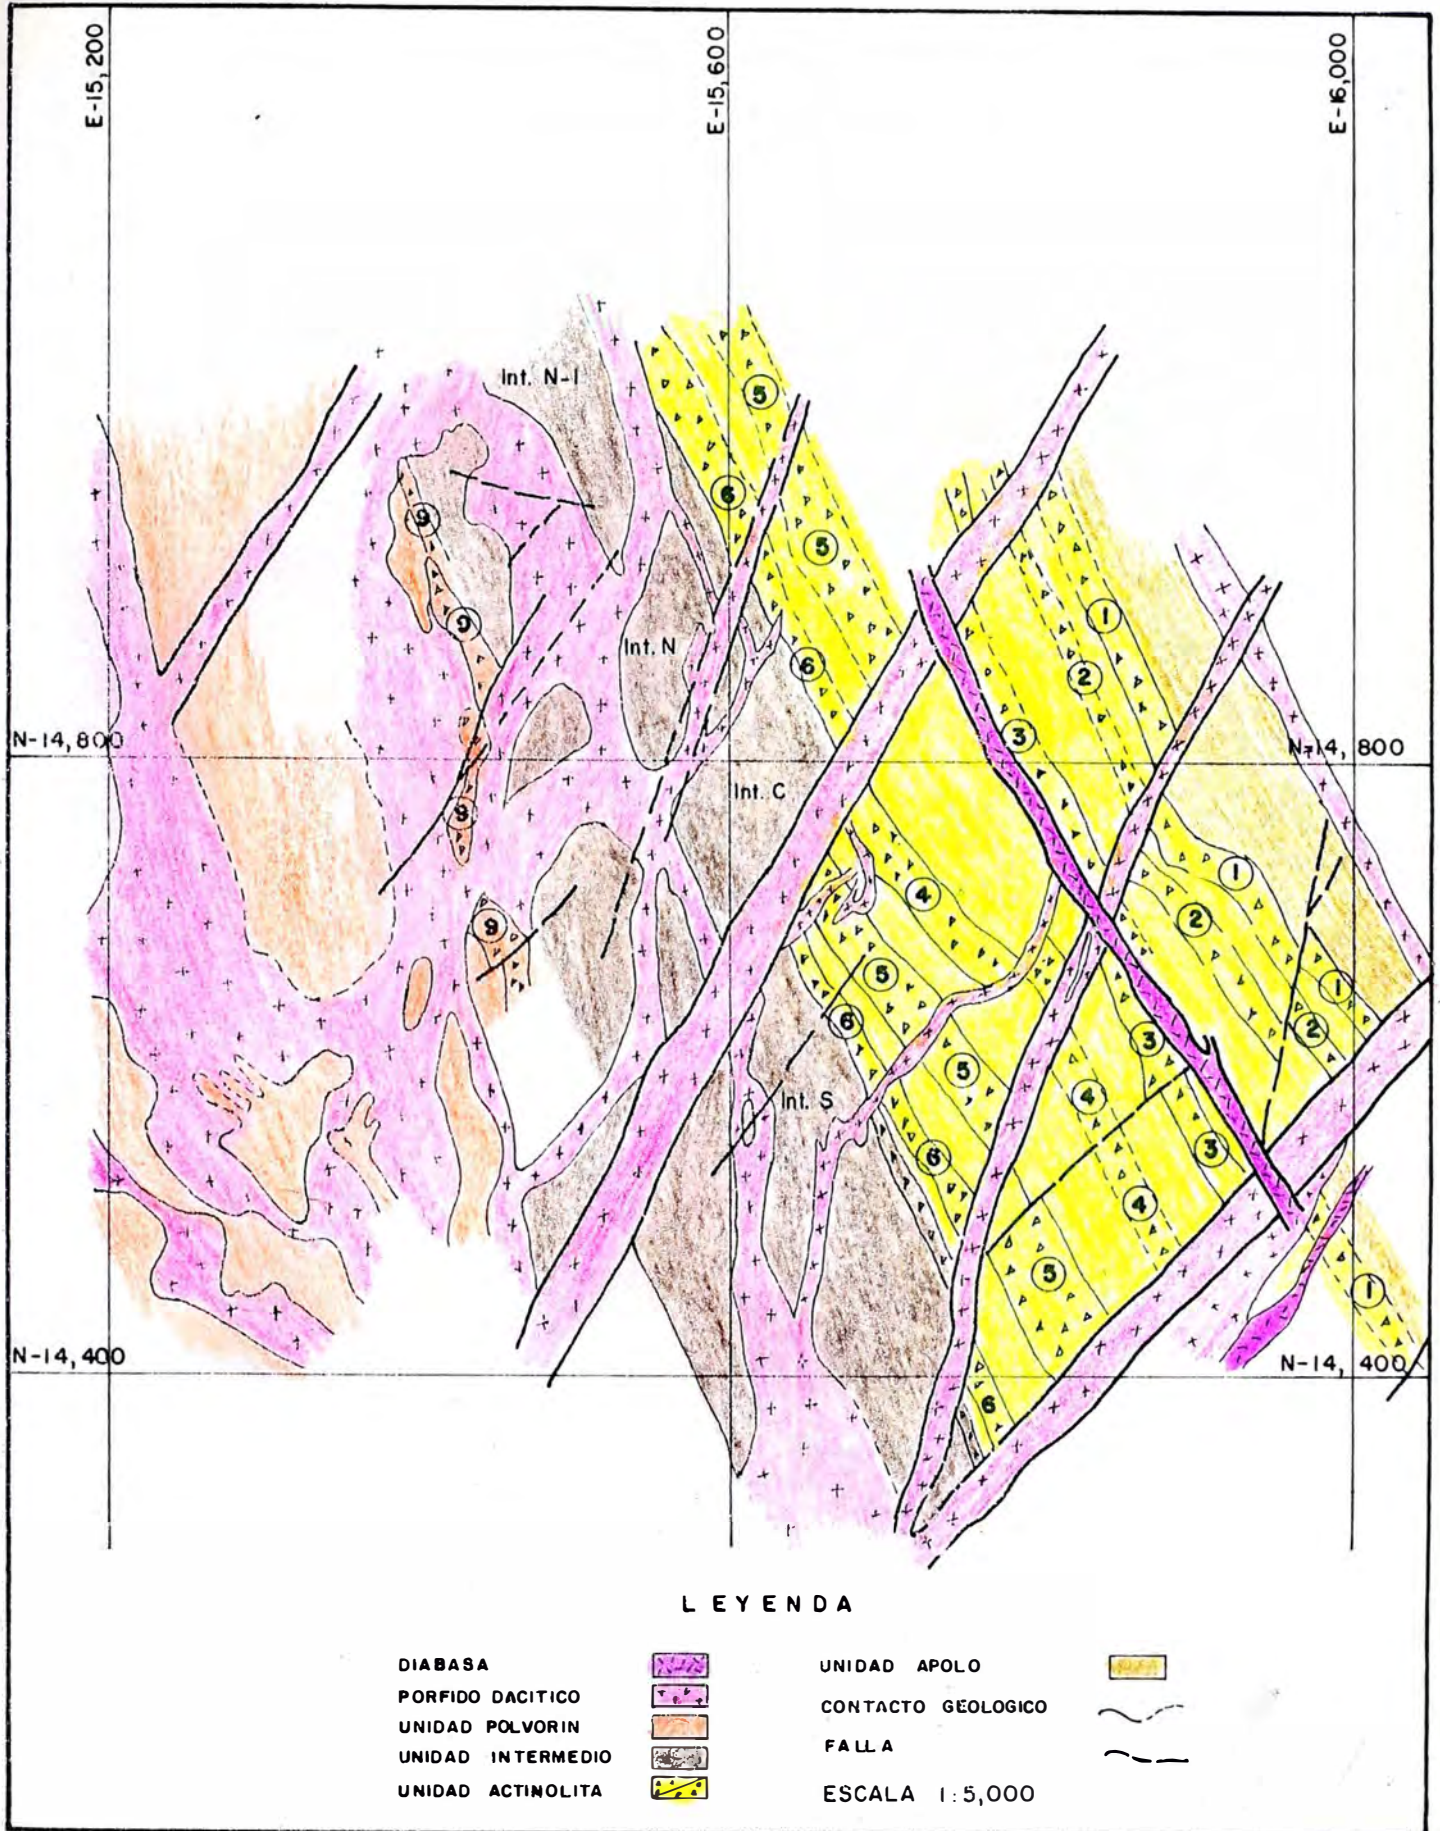 E-15,200
E-15,600
E-16,000
Int. N-1
5
6
9
5
1
9
Int. N
6
2
3
N-14,800
N-14, 800
Int. C
9
1
4
2
9
5
1
6
2
3
5
4
Int. S
6
3
4
5
1
N-14,400
N-14, 400
6
LEYENDA
DIABASA
PORFIDO DACITICO
UNIDAD POLVORIN
UNIDAD INTERMEDIO
UNIDAD ACTINOLITA
UNIDAD APOLO
CONTACTO GEOLOGICO
FALLA
ESCALA 1:5,000